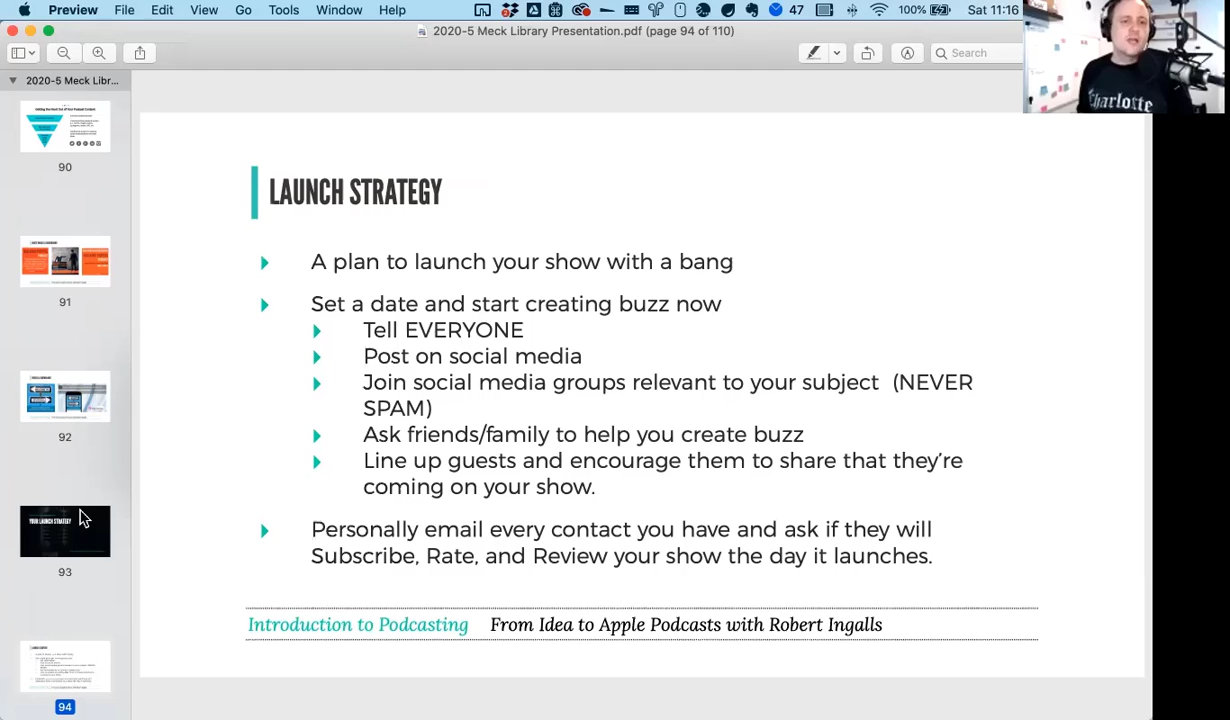 Preview File Edit View Go Tools Window Help 47 100% Sat 11:16
2020-5 Meck Library Presentation.pdf (page 94 of 110)
Search
2020-5 Meck Libr...
Charlotte
90
91
92
YOUR LAUNCH STRATEGY
93
94
LAUNCH STRATEGY
A plan to launch your show with a bang
Set a date and start creating buzz now
Tell EVERYONE
Post on social media
Join social media groups relevant to your subject (NEVER
SPAM)
Ask friends/family to help you create buzz
Line up guests and encourage them to share that they're
coming on your show.
Personally email every contact you have and ask if they will
Subscribe, Rate, and Review your show the day it launches.
Introduction to Podcasting From Idea to Apple Podcasts with Robert Ingalls